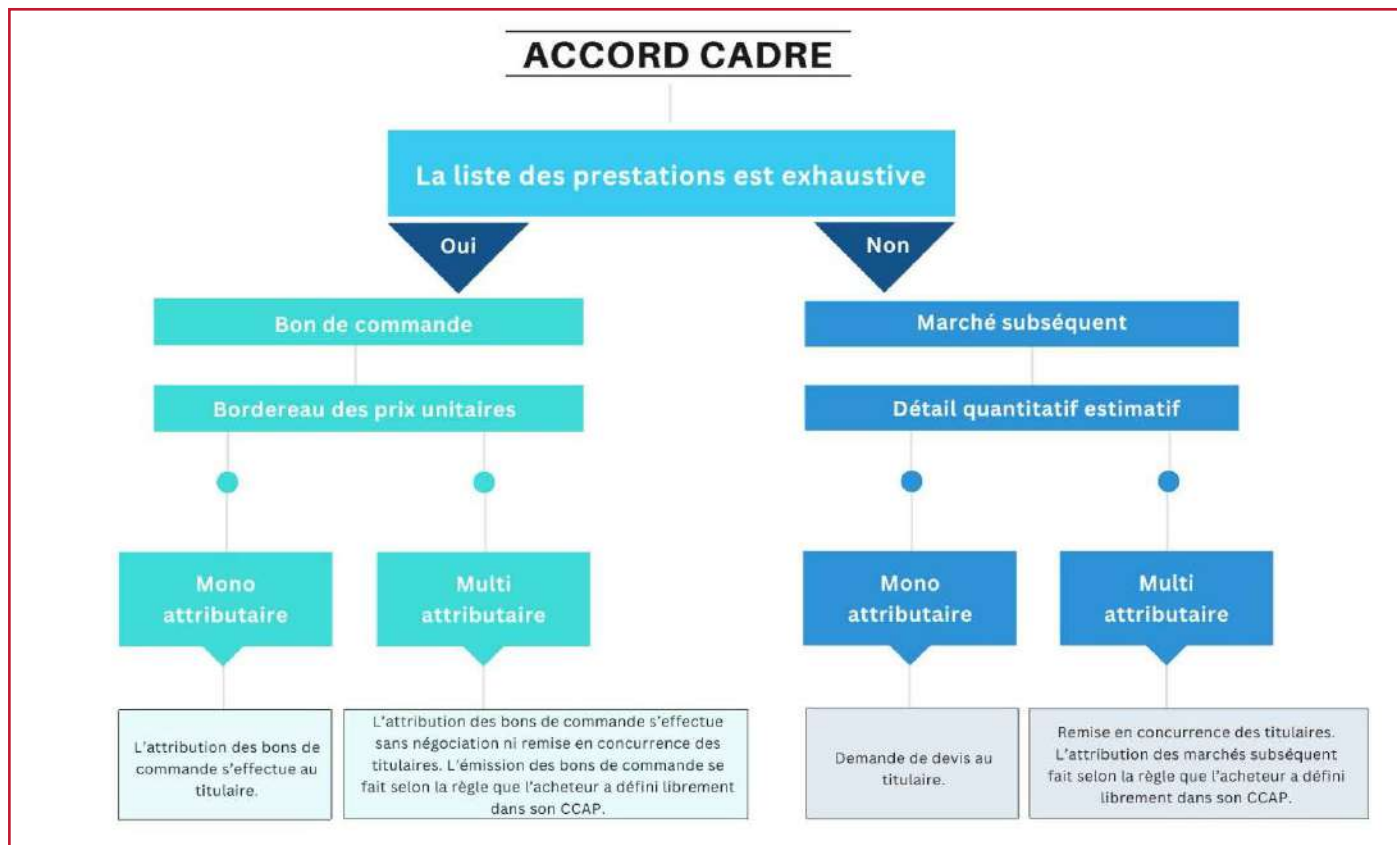 ACCORD CADRE
La liste des prestations est exhaustive
Oui
Non
Bon de commande
Marché subséquent
Bordereau des prix unitaires
Détail quantitatif estimatif
Mono
attributaire
Multi
attributaire
Mono
attributaire
Multi
attributaire
L'attribution des bons de
commande s'effectue au
titulaire.
L'attribution des bons de commande s'effectue
sans négociation ni remise en concurrence des
titulaires. L'émission des bons de commande se
fait selon la règle que l'acheteur a défini librement
dans son CCAP.
Demande de devis au
titulaire.
Remise en concurrence des titulaires.
L'attribution des marchés subséquent
fait selon la règle que l'acheteur a défini
librement dans son CCAP.